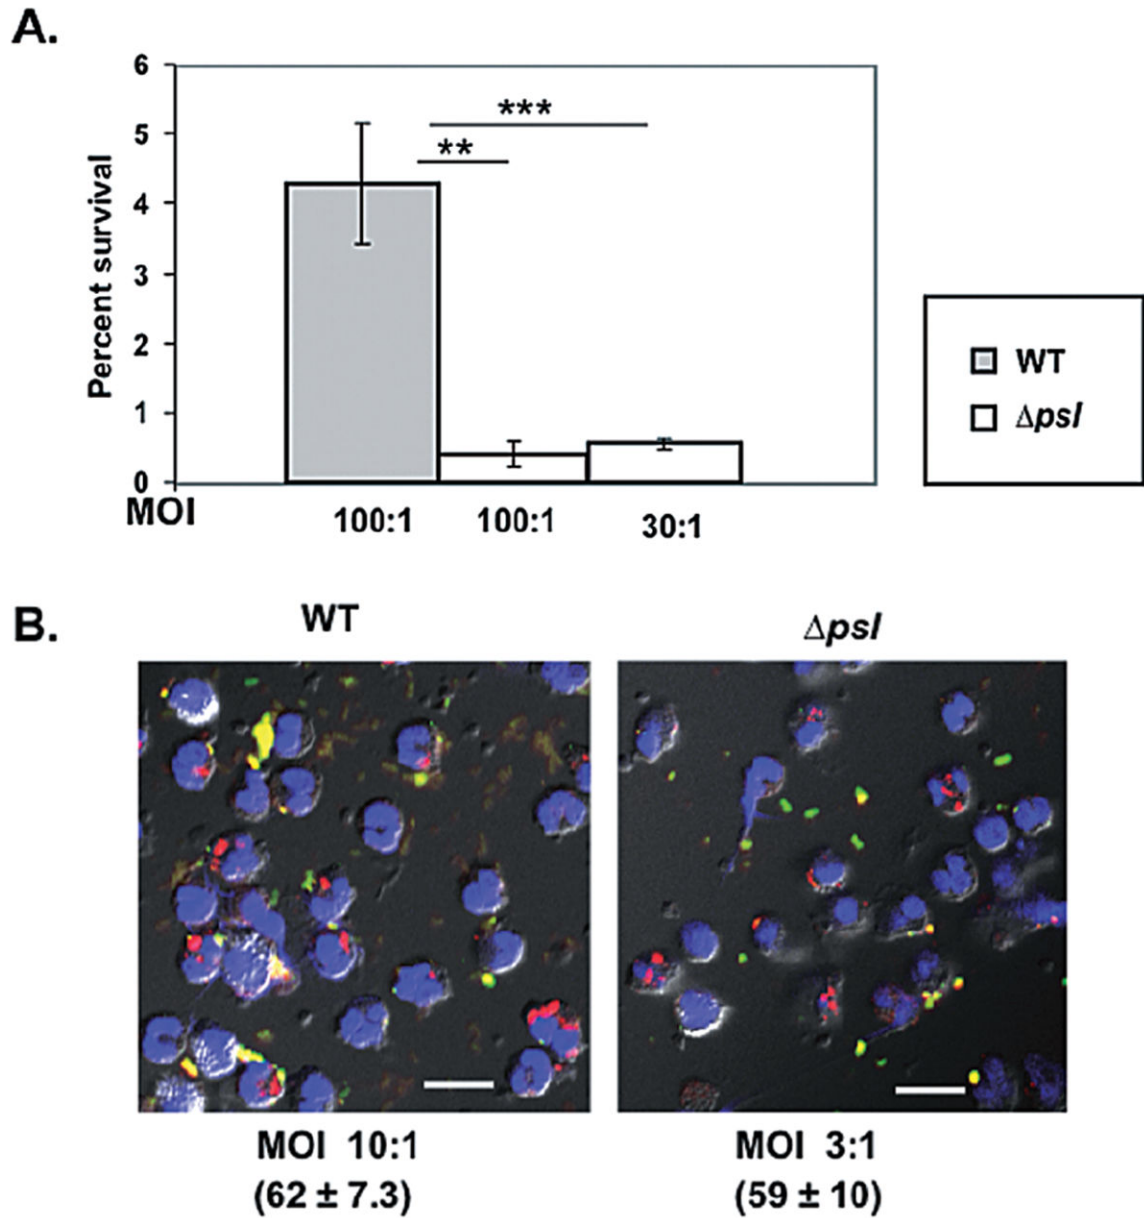 A.
6
5
4
3
2
1
0
Percent survival
***
**
MOI
100:1 100:1 30:1
WT
Δpsl
B.
WT Δpsl
MOI 10:1 MOI 3:1
(62 ± 7.3) (59 ± 10)